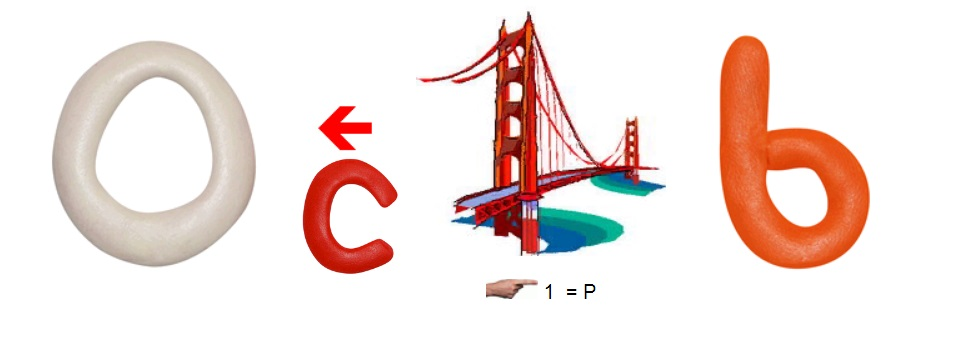 O c b
1 = P